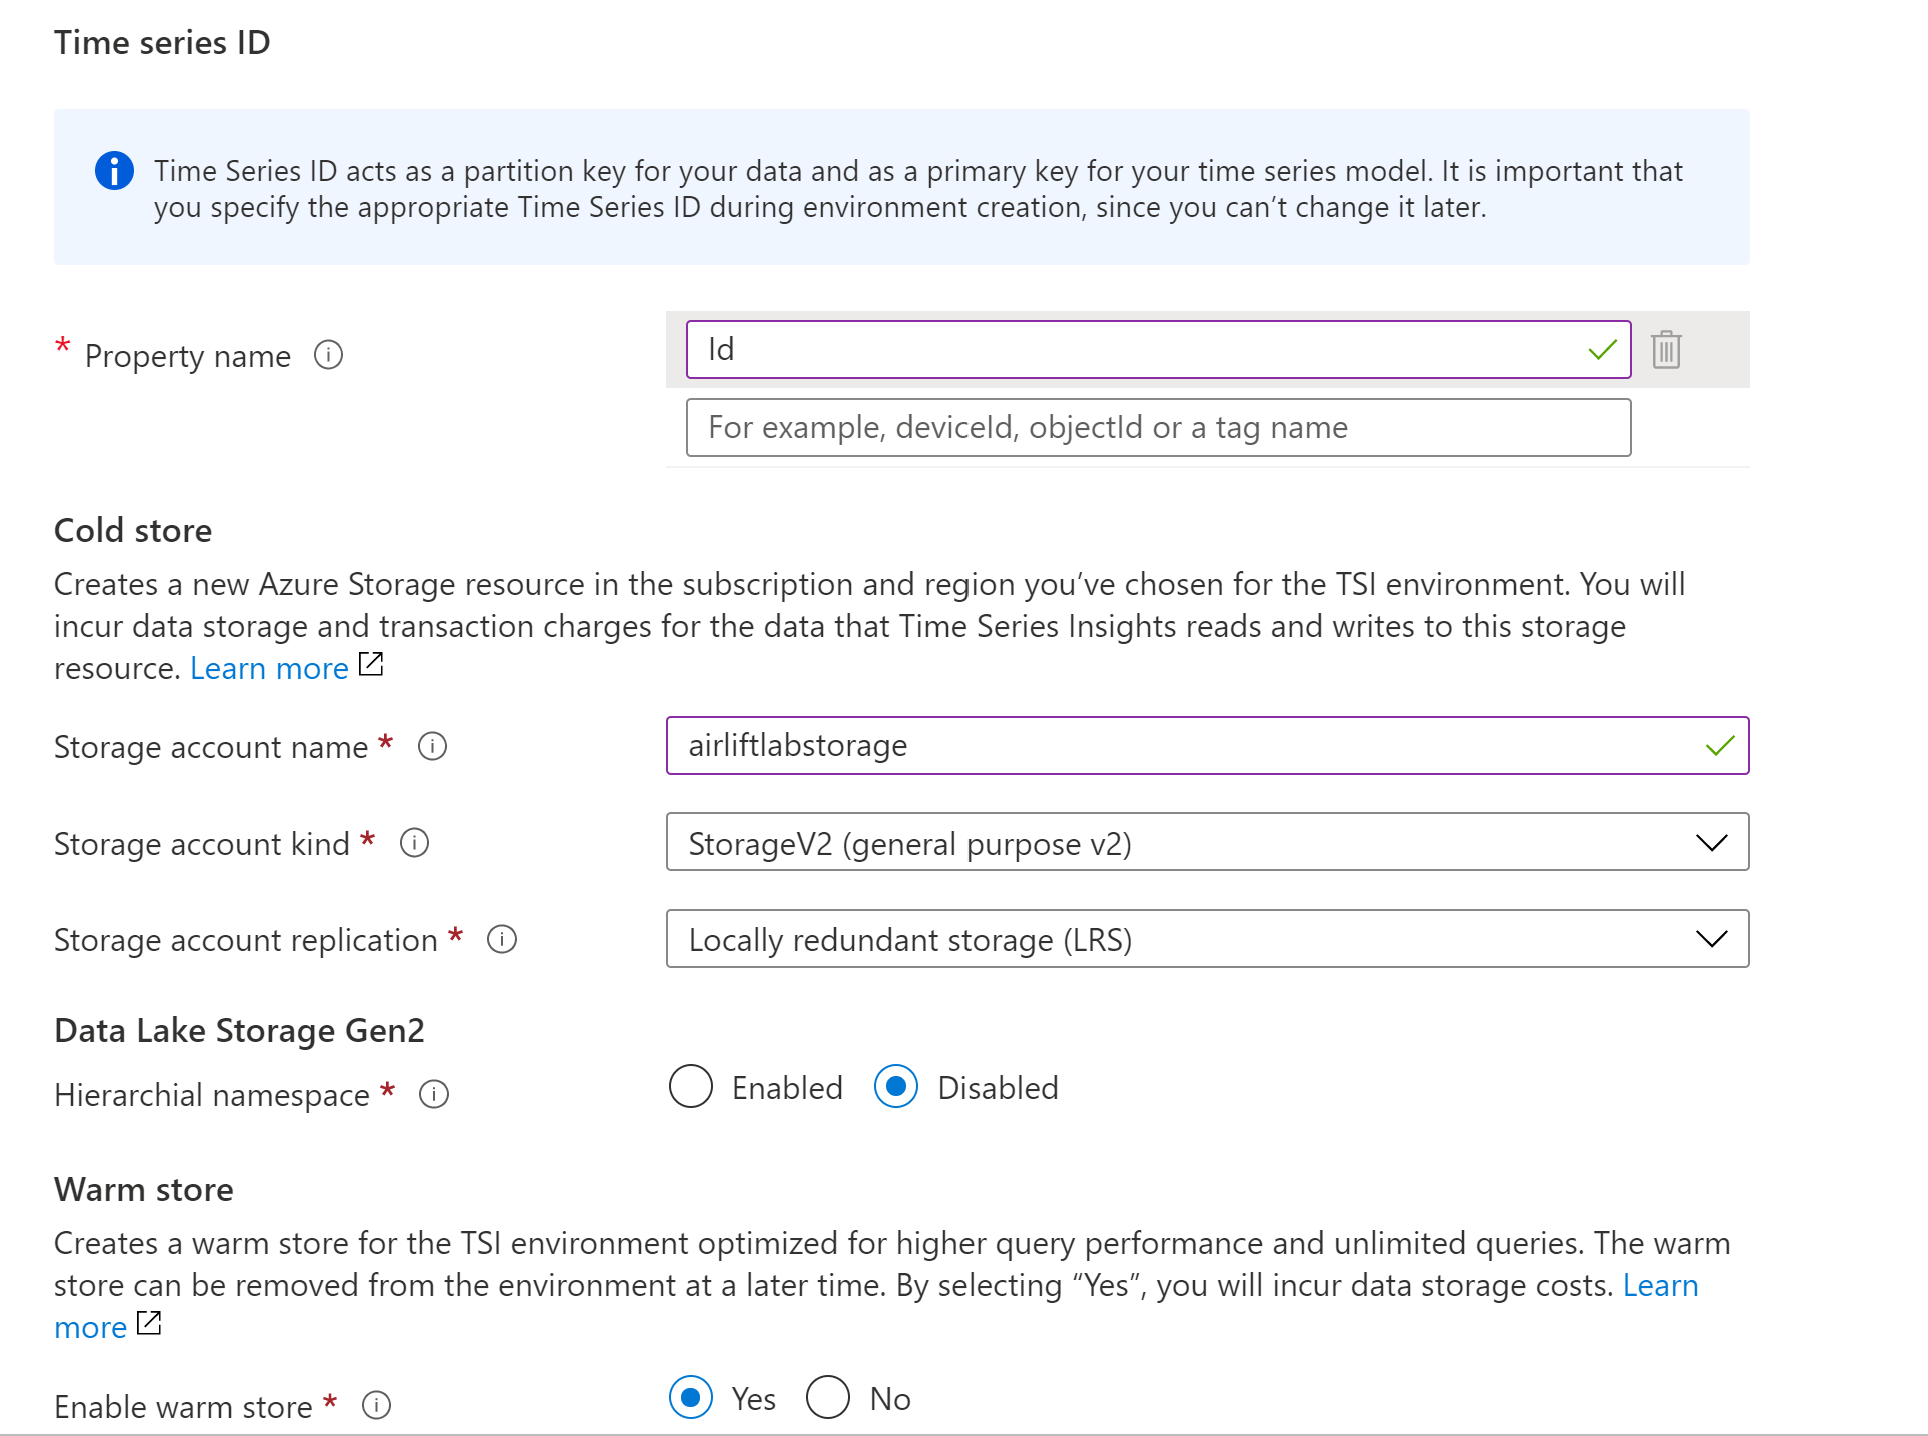 Time series ID
Time Series ID acts as a partition key for your data and as a primary key for your time series model. It is important that
you specify the appropriate Time Series ID during environment creation, since you can’t change it later.
* Property name
Id
For example, deviceId, objectId or a tag name
Cold store
Creates a new Azure Storage resource in the subscription and region you’ve chosen for the TSI environment. You will
incur data storage and transaction charges for the data that Time Series Insights reads and writes to this storage
resource. Learn more
Storage account name *
airliftlabstorage
Storage account kind *
StorageV2 (general purpose v2)
Storage account replication *
Locally redundant storage (LRS)
Data Lake Storage Gen2
Hierarchial namespace *
Enabled
Disabled
Warm store
Creates a warm store for the TSI environment optimized for higher query performance and unlimited queries. The warm
store can be removed from the environment at a later time. By selecting “Yes”, you will incur data storage costs. Learn
more
Enable warm store *
Yes
No